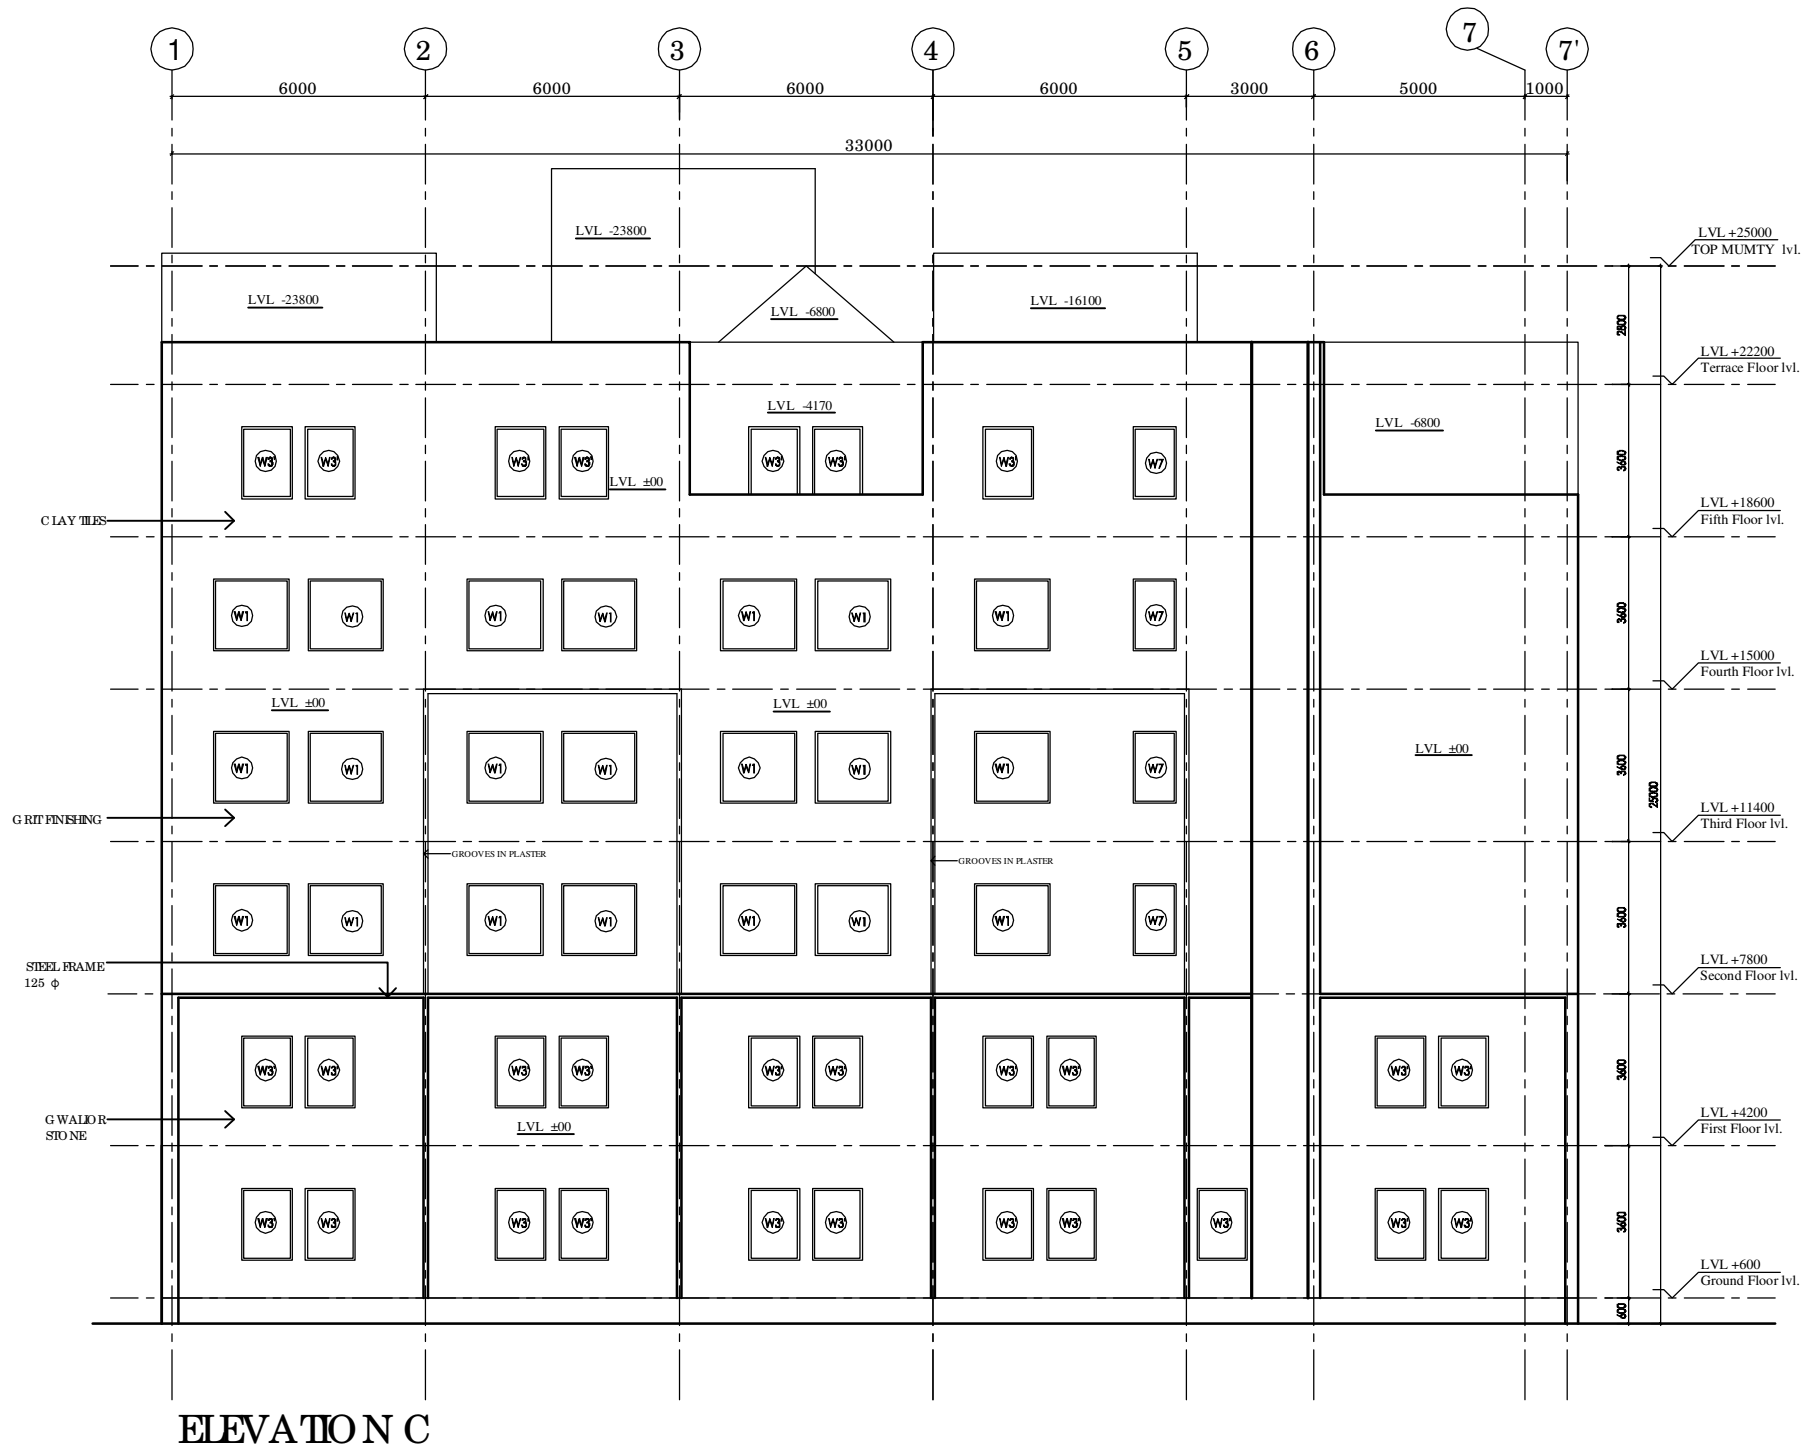 1 2 3 4 5 6 7 7'
6000 6000 6000 6000 3000 5000 1000
33000
LVL -23800
LVL +25000
TOP MUMTY lvl.
LVL -23800
LVL -6800
LVL -16100
2800
LVL +22200
Terrace Floor lvl.
LVL -4170
LVL -6800
W3' W3' W3' W3' W3' W3' W3' W7
3600
LVL ±00
LVL +18600
Fifth Floor lvl.
CLAY TILES
W1 W1 W1 W1 W1 W1 W1 W7
3600
LVL +15000
Fourth Floor lvl.
LVL ±00
LVL ±00
LVL ±00
W1 W1 W1 W1 W1 W1 W1 W7
3600
25000
LVL +11400
Third Floor lvl.
GRIT FINISHING
GROOVES IN PLASTER
GROOVES IN PLASTER
W1 W1 W1 W1 W1 W1 W1 W7
3600
LVL +7800
Second Floor lvl.
STEEL FRAME
125 φ
W3' W3' W3' W3' W3' W3' W3' W3' W3' W3'
3600
GWALIOR
STONE
LVL ±00
LVL +4200
First Floor lvl.
W3' W3' W3' W3' W3' W3' W3' W3' W3' W3' W3'
3600
LVL +600
Ground Floor lvl.
600
ELEVATION C